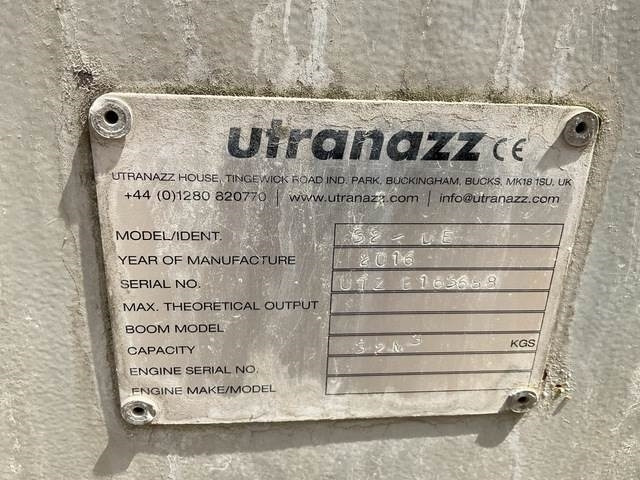 utranazz CE
UTRANAZZ HOUSE, TINGEWICK ROAD IND. PARK, BUCKINGHAM, BUCKS. MK18 1SU. UK
+44 (0)1280 820770 | www.utranazz.com | info@utranazz.com
MODEL/IDENT.
YEAR OF MANUFACTURE 2016
SERIAL NO. UTZ
MAX. THEORETICAL OUTPUT
BOOM MODEL
CAPACITY KGS
ENGINE SERIAL NO.
ENGINE MAKE/MODEL